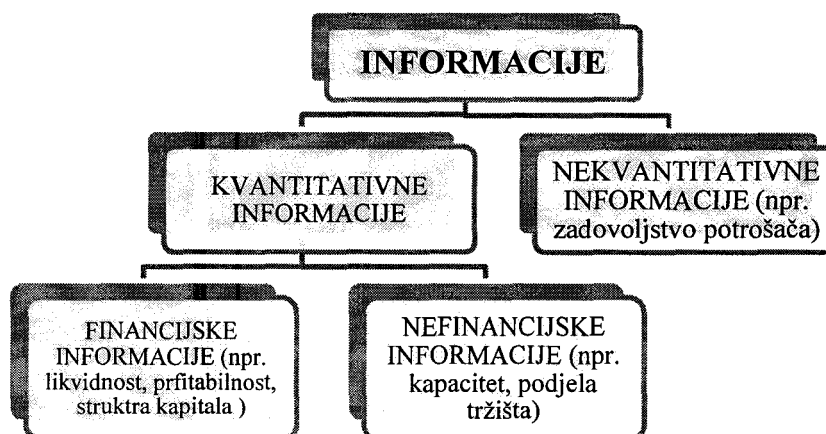 INFORMACIJE
KVANTITATIVNE
INFORMACIJE
NEKVANTITATIVNE
INFORMACIJE (npr.
zadovoljstvo potrošača)
FINANCIJSKE
INFORMACIJE (npr.
likvidnost, prfitabilnost,
struktra kapitala )
NEFINANCIJSKE
INFORMACIJE (npr.
kapacitet, podjela
tržišta)